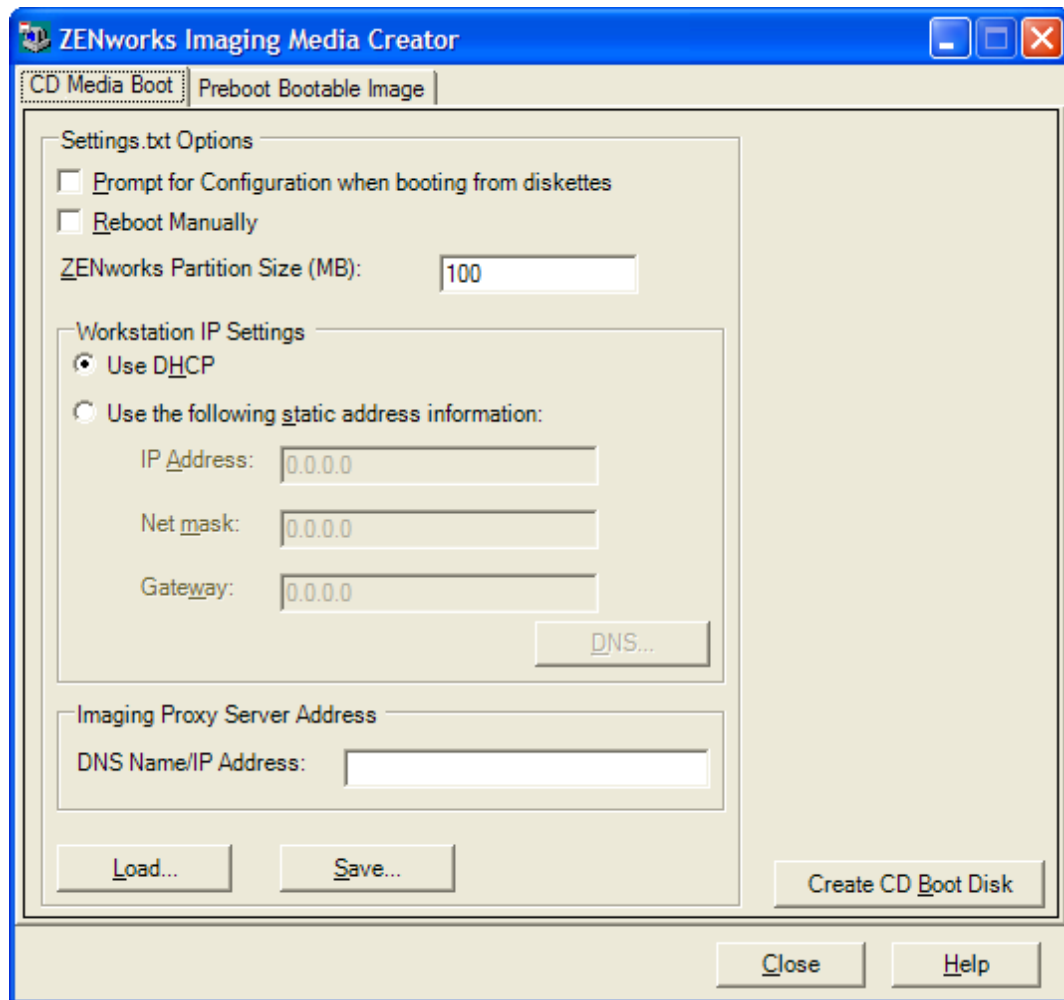 ZENworks Imaging Media Creator
CD Media Boot
Preboot Bootable Image
Settings.txt Options
Prompt for Configuration when booting from diskettes
Reboot Manually
ZENworks Partition Size (MB): 100
Workstation IP Settings
Use DHCP
Use the following static address information:
IP Address: 0.0.0.0
Net mask: 0.0.0.0
Gateway: 0.0.0.0
DNS...
Imaging Proxy Server Address
DNS Name/IP Address:
Load...
Save...
Create CD Boot Disk
Close
Help